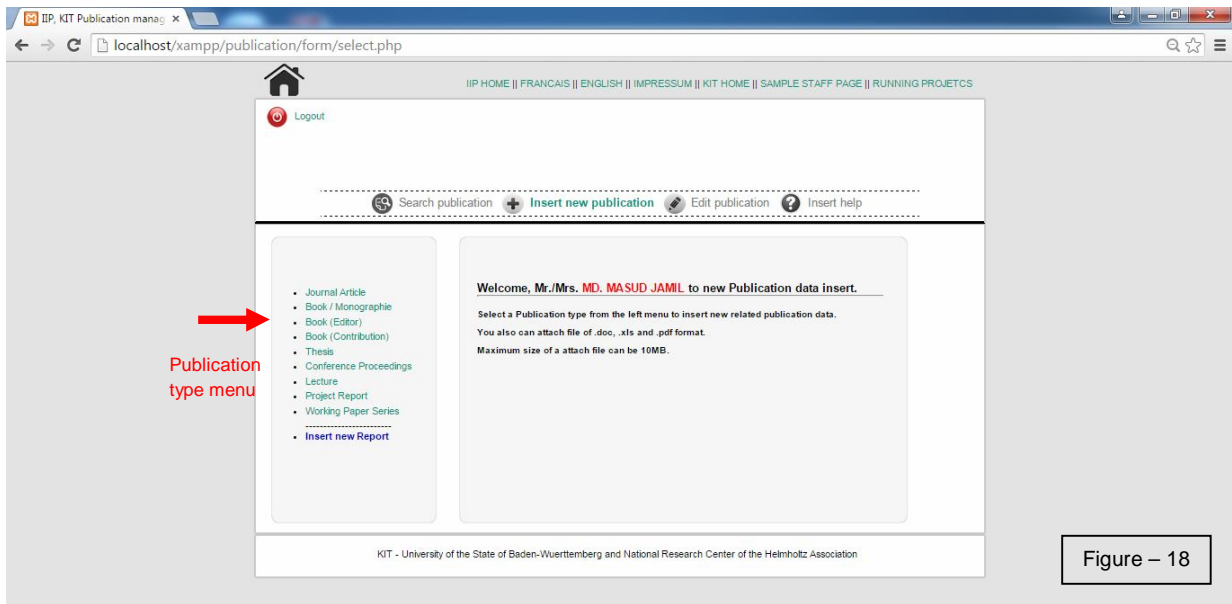 IIP, KIT Publication manag
localhost/xampp/publication/form/select.php
IIP HOME || FRANCAIS || ENGLISH || IMPRESSUM || KIT HOME || SAMPLE STAFF PAGE || RUNNING PROJETCS
Logout
Search publication Insert new publication Edit publication Insert help
Journal Article
Book / Monographie
Book (Editor)
Book (Contribution)
Thesis
Conference Proceedings
Lecture
Project Report
Working Paper Series
------------------------
Insert new Report
Publication
type menu
Welcome, Mr./Mrs. MD. MASUD JAMIL to new Publication data insert.
Select a Publication type from the left menu to insert new related publication data.
You also can attach file of .doc, .xls and .pdf format.
Maximum size of a attach file can be 10MB.
KIT - University of the State of Baden-Wuerttemberg and National Research Center of the Helmholtz Association
Figure – 18